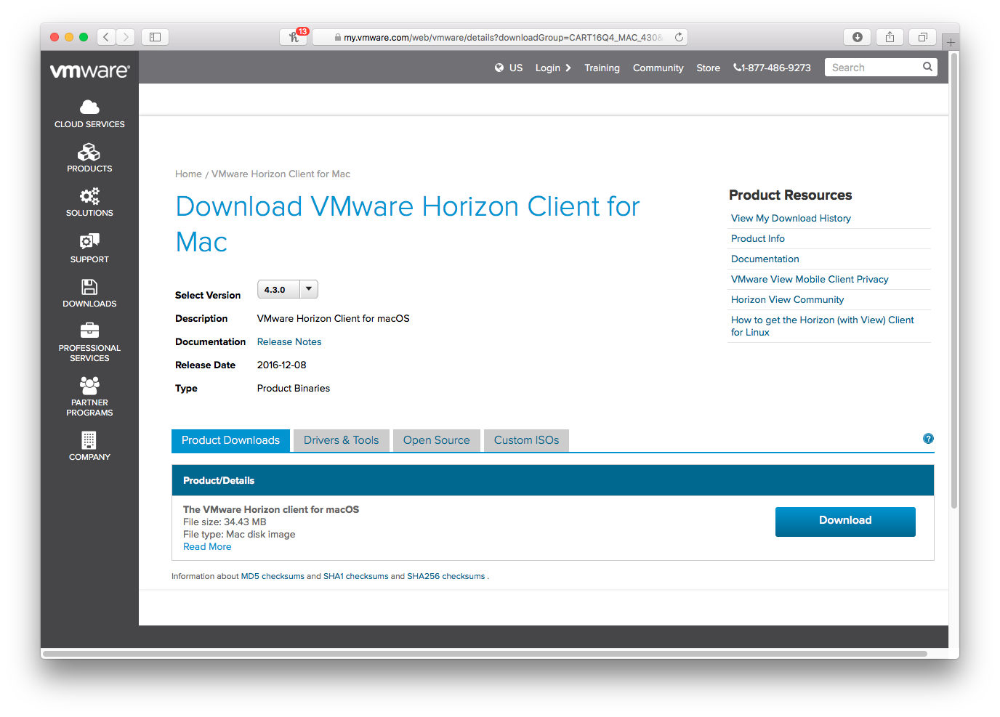 13
my.vmware.com/web/vmware/details?downloadGroup=CART16Q4_MAC_430&
vmware®
US Login Training Community Store 1-877-486-9273 Search
CLOUD SERVICES
PRODUCTS
SOLUTIONS
SUPPORT
DOWNLOADS
PROFESSIONAL
SERVICES
PARTNER
PROGRAMS
COMPANY
Home / VMware Horizon Client for Mac
Download VMware Horizon Client for
Mac
Select Version 4.3.0
Description VMware Horizon Client for macOS
Documentation Release Notes
Release Date 2016-12-08
Type Product Binaries
Product Resources
View My Download History
Product Info
Documentation
VMware View Mobile Client Privacy
Horizon View Community
How to get the Horizon (with View) Client
for Linux
Product Downloads Drivers & Tools Open Source Custom ISOs ?
Product/Details
The VMware Horizon client for macOS
File size: 34.43 MB
File type: Mac disk image
Read More
Download
Information about MD5 checksums and SHA1 checksums and SHA256 checksums .